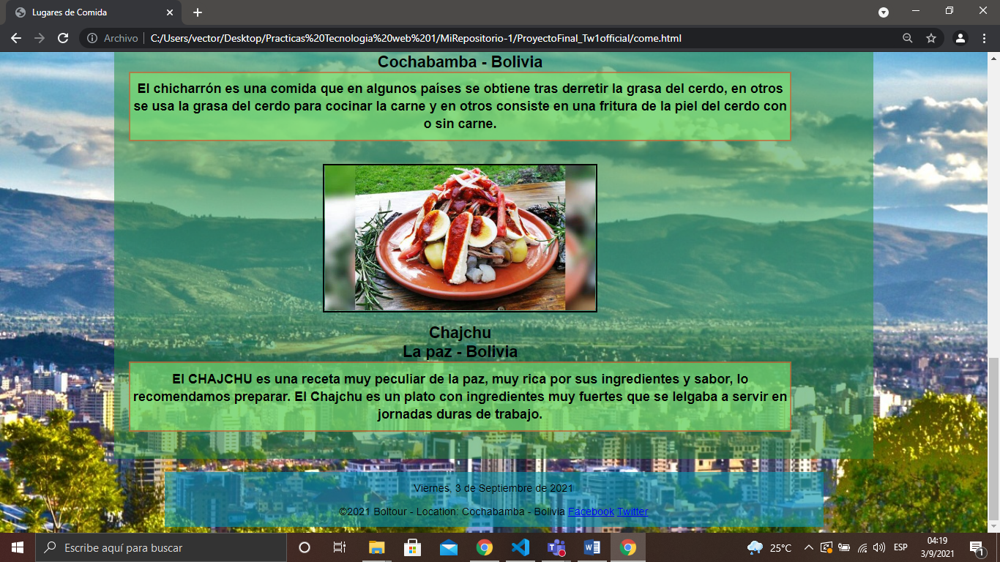 Lugares de Comida
Archivo C:/Users/vector/Desktop/Practicas%20Tecnologia%20web%201/MiRepositorio-1/ProyectoFinal_Tw1official/come.html
Cochabamba - Bolivia
El chicharrón es una comida que en algunos países se obtiene tras derretir la grasa del cerdo, en otros
se usa la grasa del cerdo para cocinar la carne y en otros consiste en una fritura de la piel del cerdo con
o sin carne.
Chajchu
La paz - Bolivia
El CHAJCHU es una receta muy peculiar de la paz, muy rica por sus ingredientes y sabor, lo
recomendamos preparar. El Chajchu es un plato con ingredientes muy fuertes que se lelgaba a servir en
jornadas duras de trabajo.
Viernes, 3 de Septiembre de 2021
©2021 Boltour - Location: Cochabamba - Bolivia Facebook Twitter
Escribe aquí para buscar
25°C
ESP
04:19
3/9/2021
1